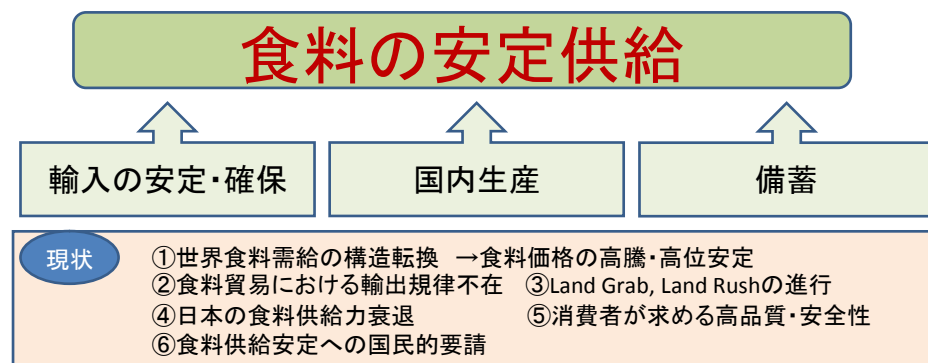 食料の安定供給
輸入の安定・確保
国内生産
備蓄
現状
①世界食料需給の構造転換 →食料価格の高騰・高位安定
②食料貿易における輸出規律不在 ③Land Grab, Land Rushの進行
④日本の食料供給力衰退 ⑤消費者が求める高品質・安全性
⑥食料供給安定への国民的要請